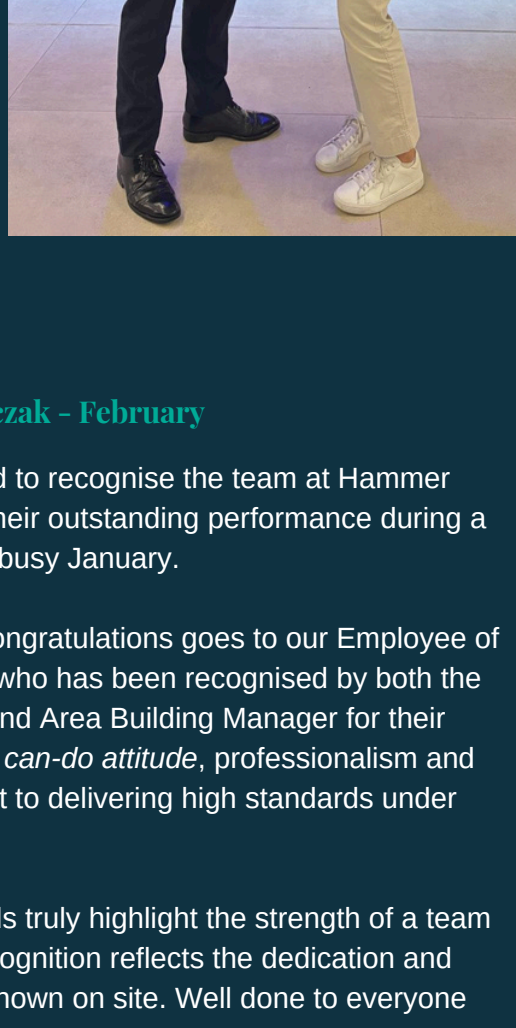 czak - February
d to recognise the team at Hammer
heir outstanding performance during a
busy January.
ongratulations goes to our Employee of
who has been recognised by both the
nd Area Building Manager for their
can-do attitude, professionalism and
t to delivering high standards under
ls truly highlight the strength of a team
ognition reflects the dedication and
hown on site. Well done to everyone